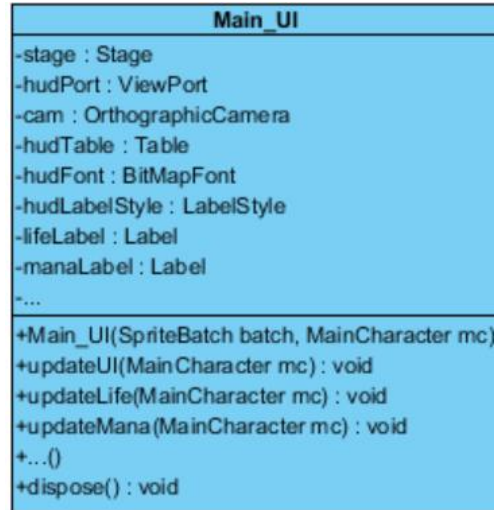 Main_UI
-stage : Stage
-hudPort : ViewPort
-cam : OrthographicCamera
-hudTable : Table
-hudFont : BitMapFont
-hudLabelStyle : LabelStyle
-lifeLabel : Label
-manaLabel : Label
-...
+Main_UI(SpriteBatch batch, MainCharacter mc)
+updateUI(MainCharacter mc) : void
+updateLife(MainCharacter mc) : void
+updateMana(MainCharacter mc) : void
+...()
+dispose() : void